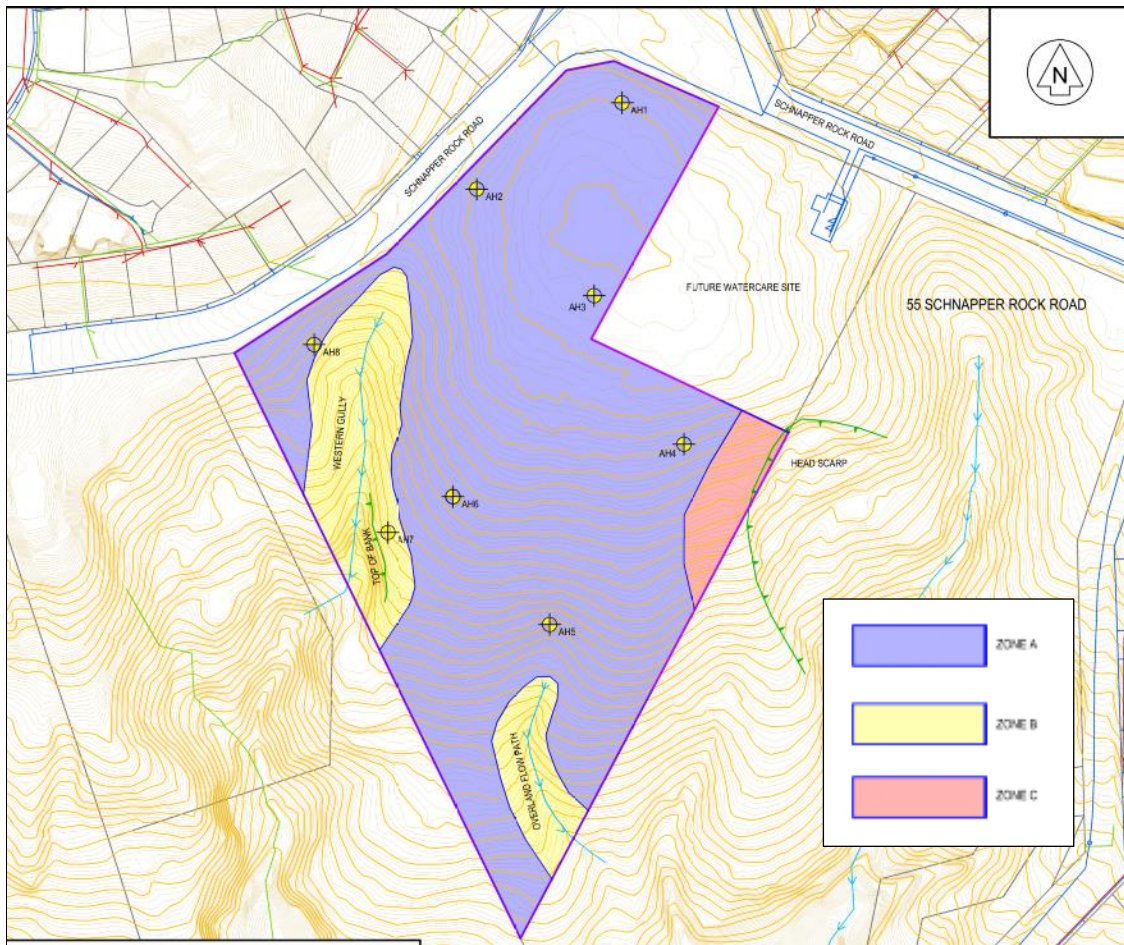 N
SCHNAPPER ROCK ROAD
SCHNAPPER ROCK ROAD
AH1
AH2
AH3
FUTURE WATERCARE SITE
55 SCHNAPPER ROCK ROAD
AH8
WESTERN GULLY
AH4
HEAD SCARP
AH6
AH7
TOP OF BANK
AH5
OVERLAND FLOW PATH
ZONE A
ZONE B
ZONE C